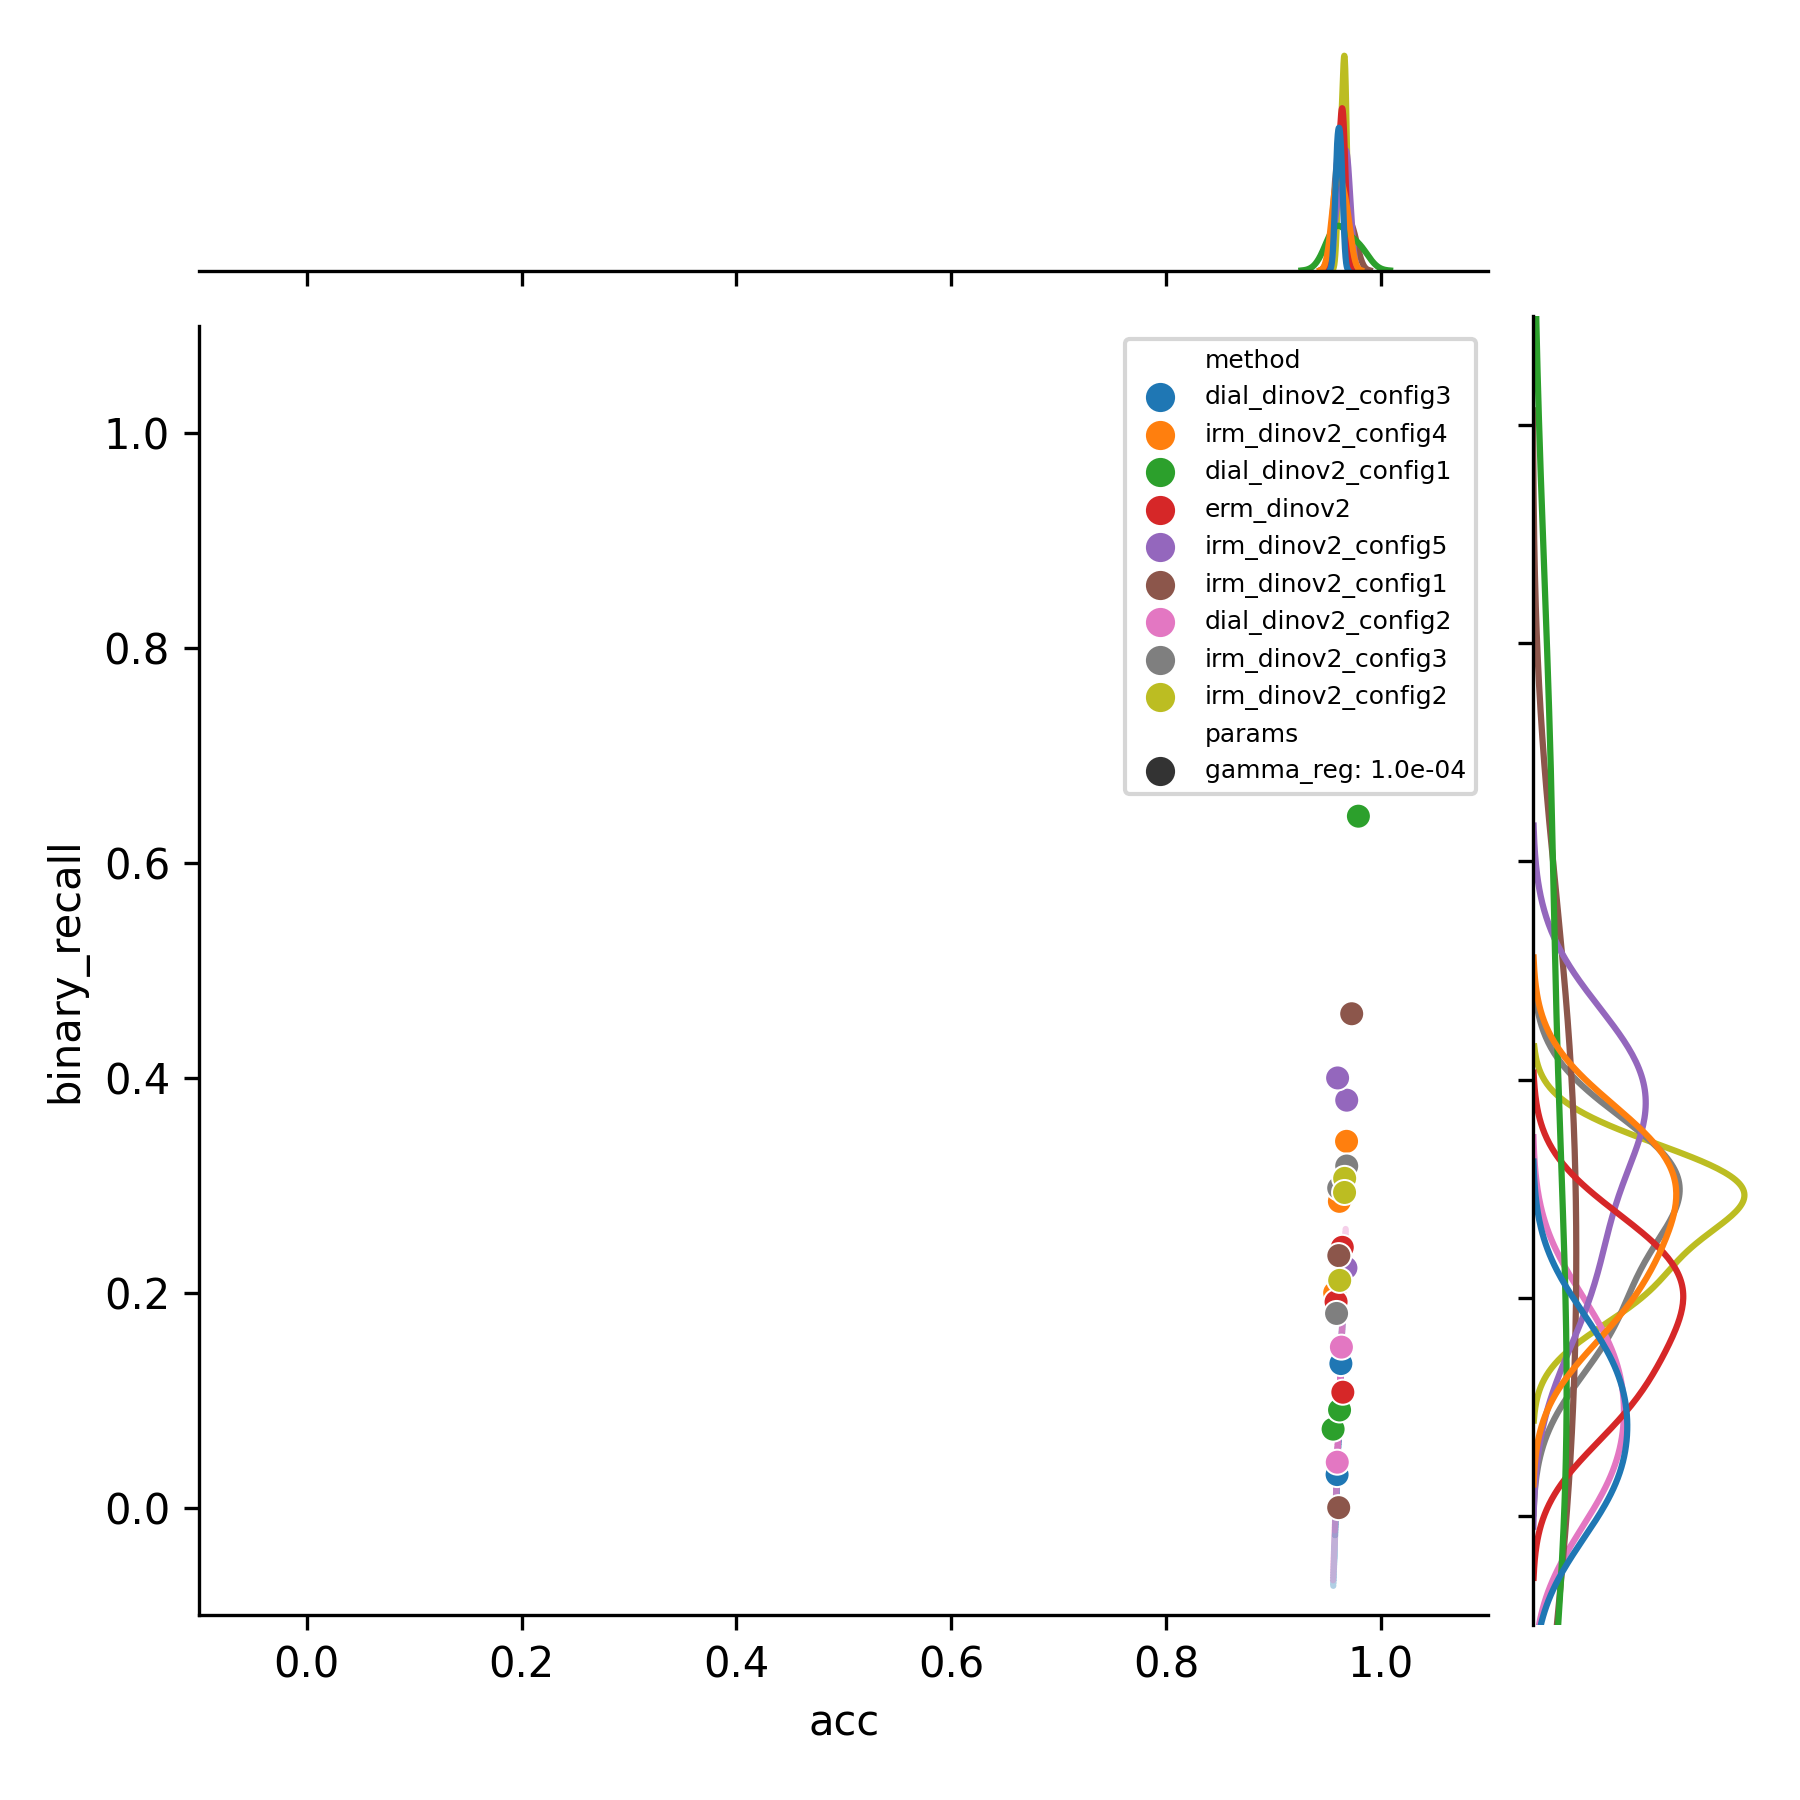 method
dial_dinov2_config3
irm_dinov2_config4
dial_dinov2_config1
erm_dinov2
irm_dinov2_config5
irm_dinov2_config1
dial_dinov2_config2
irm_dinov2_config3
irm_dinov2_config2
params
gamma_reg: 1.0e-04
1.0
0.8
0.6
0.4
0.2
0.0
binary_recall
0.0 0.2 0.4 0.6 0.8 1.0
acc